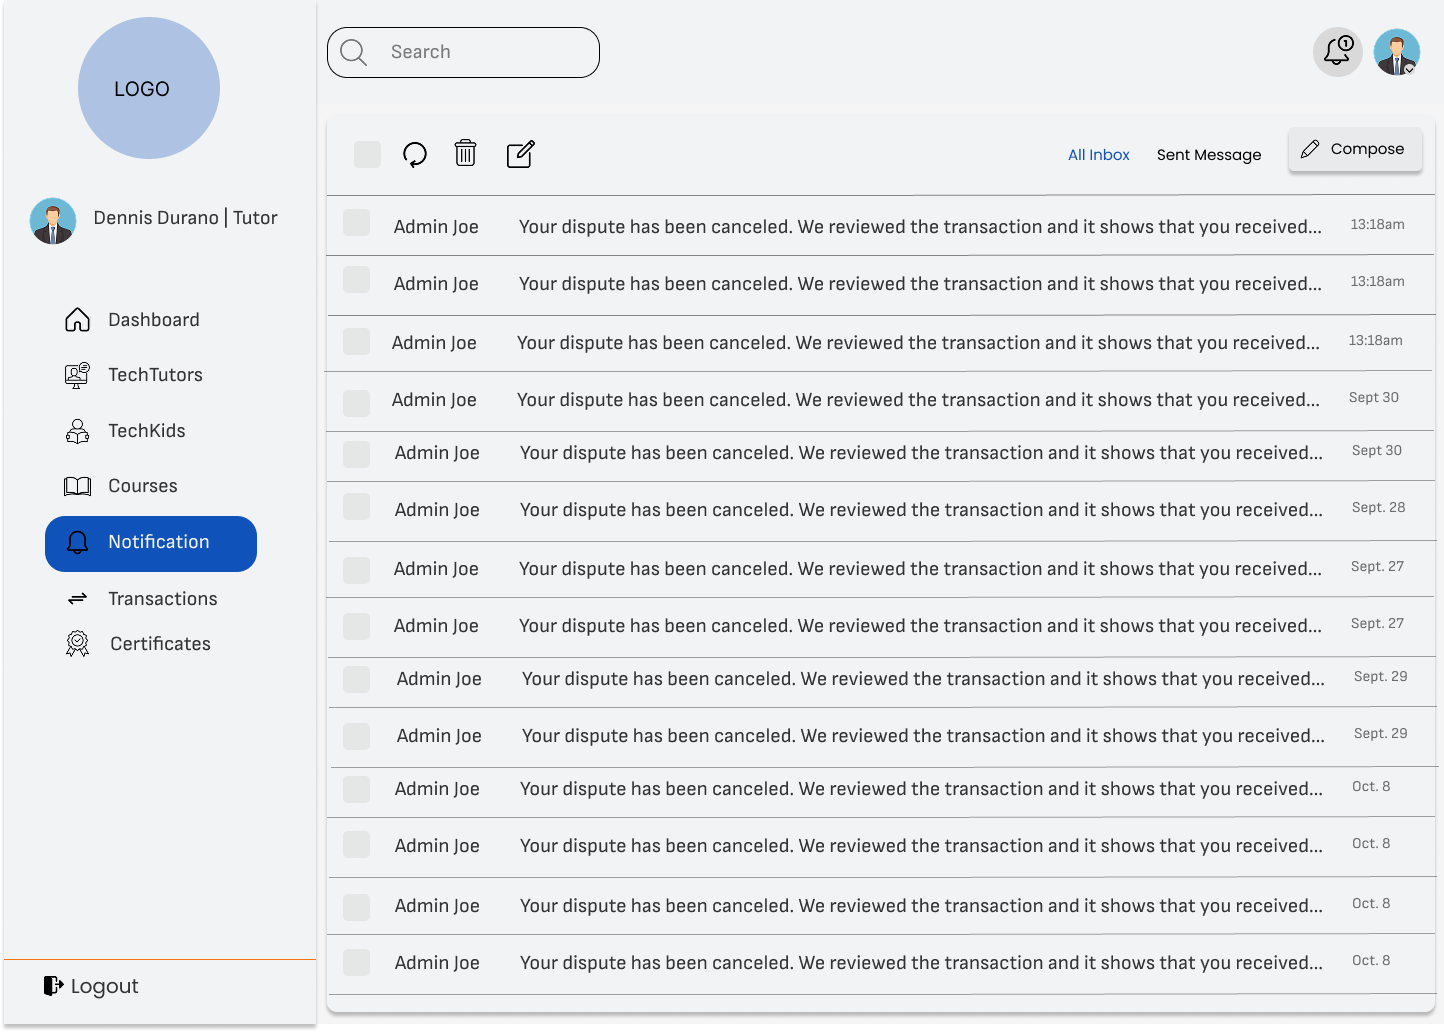 LOGO
Search
1
Dennis Durano | Tutor
Dashboard
TechTutors
TechKids
Courses
Notification
Transactions
Certificates
Logout
All Inbox Sent Message Compose
Admin Joe Your dispute has been canceled. We reviewed the transaction and it shows that you received... 13:18am
Admin Joe Your dispute has been canceled. We reviewed the transaction and it shows that you received... 13:18am
Admin Joe Your dispute has been canceled. We reviewed the transaction and it shows that you received... 13:18am
Admin Joe Your dispute has been canceled. We reviewed the transaction and it shows that you received... Sept 30
Admin Joe Your dispute has been canceled. We reviewed the transaction and it shows that you received... Sept 30
Admin Joe Your dispute has been canceled. We reviewed the transaction and it shows that you received... Sept. 28
Admin Joe Your dispute has been canceled. We reviewed the transaction and it shows that you received... Sept. 27
Admin Joe Your dispute has been canceled. We reviewed the transaction and it shows that you received... Sept. 27
Admin Joe Your dispute has been canceled. We reviewed the transaction and it shows that you received... Sept. 29
Admin Joe Your dispute has been canceled. We reviewed the transaction and it shows that you received... Sept. 29
Admin Joe Your dispute has been canceled. We reviewed the transaction and it shows that you received... Oct. 8
Admin Joe Your dispute has been canceled. We reviewed the transaction and it shows that you received... Oct. 8
Admin Joe Your dispute has been canceled. We reviewed the transaction and it shows that you received... Oct. 8
Admin Joe Your dispute has been canceled. We reviewed the transaction and it shows that you received... Oct. 8